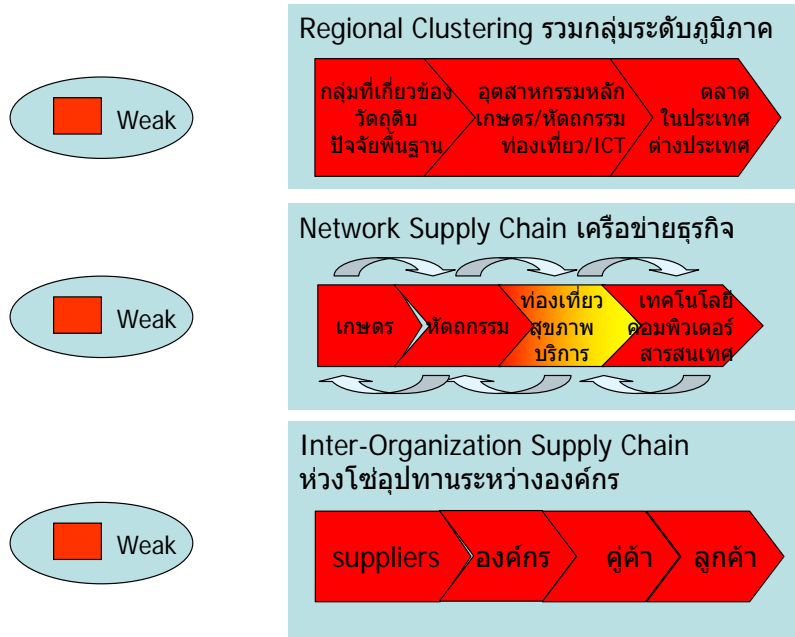 Regional Clustering รวมกลุ่มระดับภูมิภาค
Weak
กลุ่มที่เกี่ยวข้อง
วัตถุดิบ
ปัจจัยพื้นฐาน
อุตสาหกรรมหลัก
เกษตร/หัตถกรรม
ท่องเที่ยว/ICT
ตลาด
ในประเทศ
ต่างประเทศ
Network Supply Chain เครือข่ายธุรกิจ
Weak
เกษตร
หัตถกรรม
ท่องเที่ยว
สุขภาพ
บริการ
เทคโนโลยี
คอมพิวเตอร์
สารสนเทศ
Inter-Organization Supply Chain
ห่วงโซ่อุปทานระหว่างองค์กร
Weak
suppliers
องค์กร
คู่ค้า
ลูกค้า